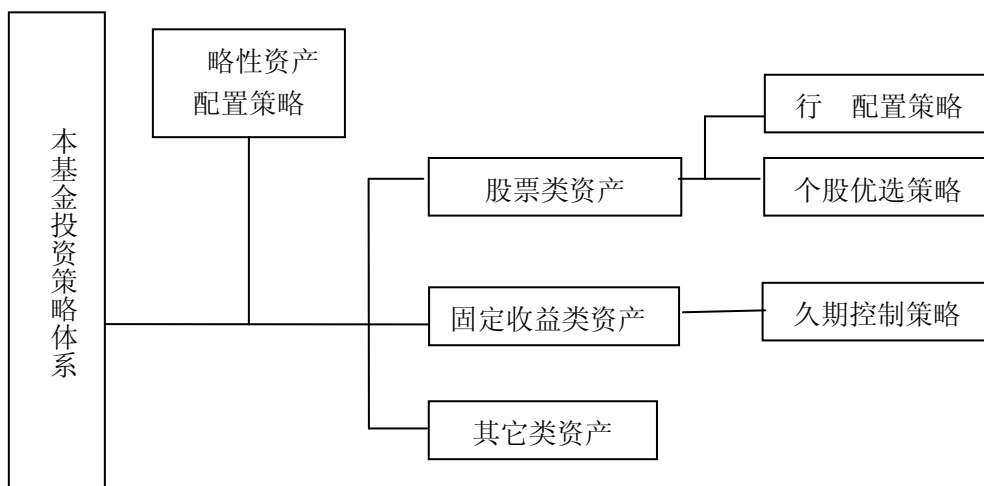 本基金投资策略体系
略性资产
配置策略
股票类资产
行 配置策略
个股优选策略
固定收益类资产
久期控制策略
其它类资产